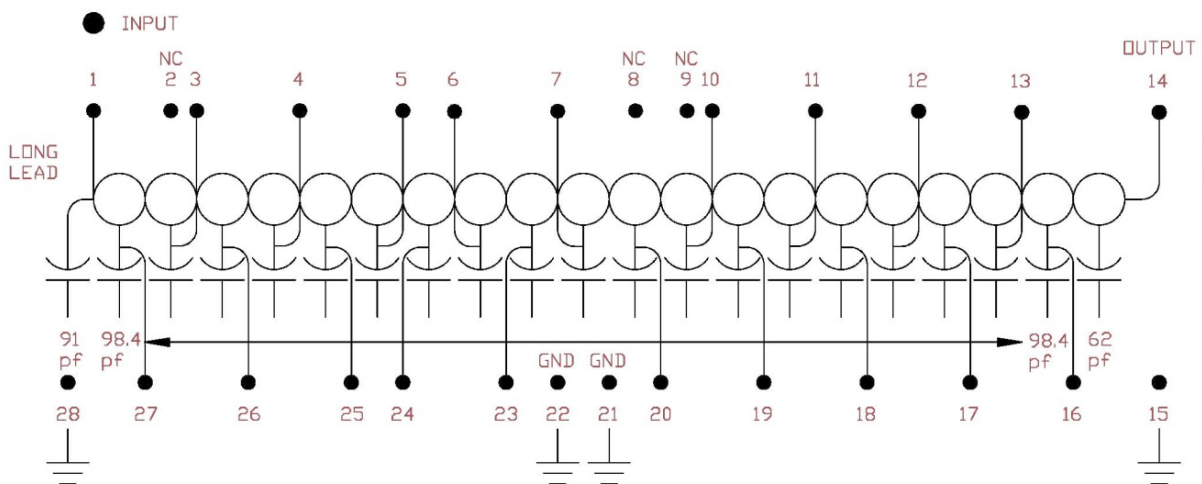 INPUT
NC NC NC OUTPUT
1 2 3 4 5 6 7 8 9 10 11 12 13 14
LONG
LEAD
91 98.4 98.4 62
pf pf GND GND pf pf
28 27 26 25 24 23 22 21 20 19 18 17 16 15